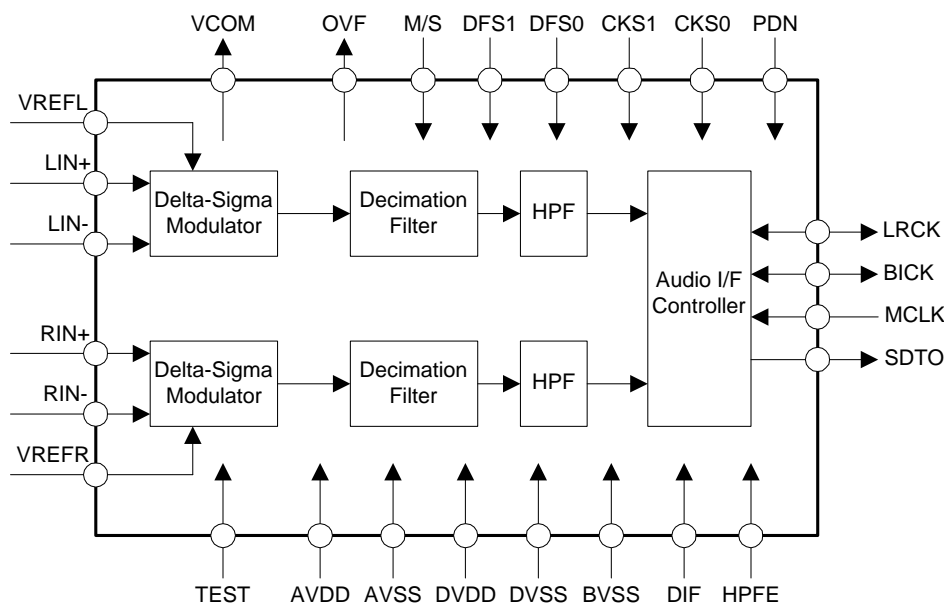 VCOM OVF M/S DFS1 DFS0 CKS1 CKS0 PDN
VREFL
LIN+
LIN-
Delta-Sigma
Modulator
Decimation
Filter
HPF
Audio I/F
Controller
LRCK
BICK
MCLK
SDTO
RIN+
RIN-
VREFR
Delta-Sigma
Modulator
Decimation
Filter
HPF
TEST AVDD AVSS DVDD DVSS BVSS DIF HPFE